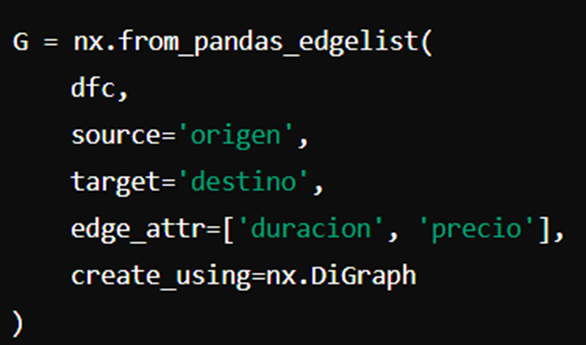 G = nx.from_pandas_edgelist(
    dfc,
    source='origen',
    target='destino',
    edge_attr=['duracion', 'precio'],
    create_using=nx.DiGraph
)